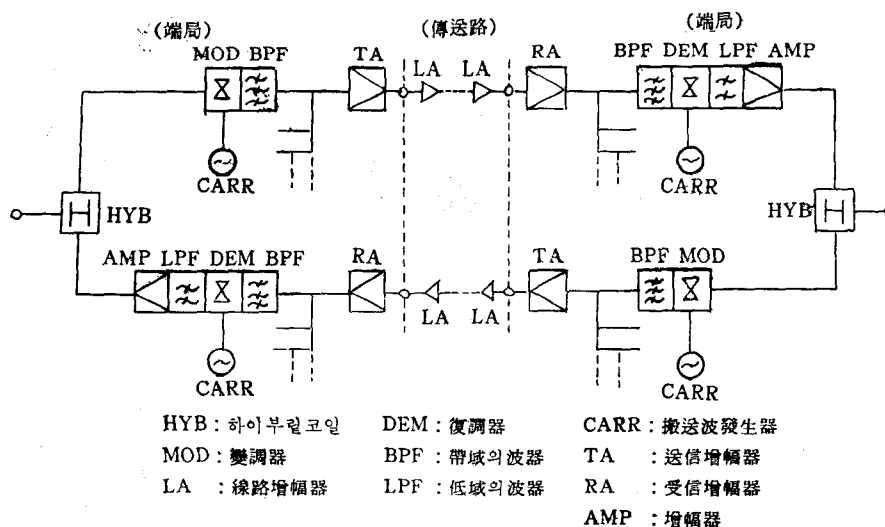 (端局) (傳送路) (端局)
MOD BPF TA LA LA RA BPF DEM LPF AMP
CARR CARR
HYB HYB
AMP LPF DEM BPF RA LA LA TA BPF MOD
CARR CARR
HYB : 하이부릳코일 DEM : 復調器 CARR : 搬送波發生器
MOD : 變調器 BPF : 帶域의波器 TA : 送信增幅器
LA : 線路增幅器 LPF : 低域의波器 RA : 受信增幅器
AMP : 增幅器